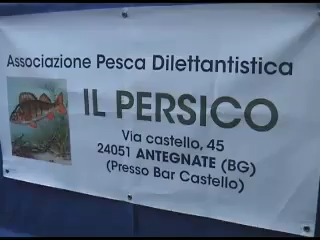 Associazione Pesca Dilettantistica
IL PERSICO
Via castello, 45
24051 ANTEGNATE (BG)
(Presso Bar Castello)